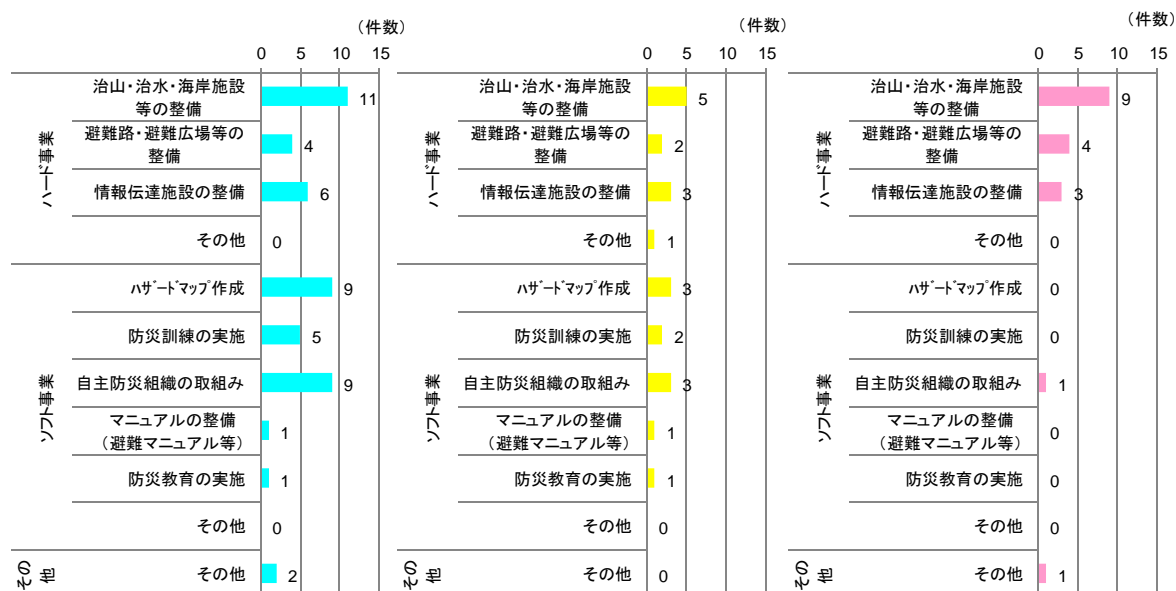 （件数）
0 5 10 15
ハード事業
治山・治水・海岸施設
等の整備
11
避難路・避難広場等の
整備
4
情報伝達施設の整備
6
その他
0
ソフト事業
ﾊｻﾞｰﾄﾞﾏｯﾌﾟ作成
9
防災訓練の実施
5
自主防災組織の取組み
9
マニュアルの整備
（避難マニュアル等）
1
防災教育の実施
1
その他
0
その
他
その他
2
（件数）
0 5 10 15
ハード事業
治山・治水・海岸施設
等の整備
5
避難路・避難広場等の
整備
2
情報伝達施設の整備
3
その他
1
ソフト事業
ﾊｻﾞｰﾄﾞﾏｯﾌﾟ作成
3
防災訓練の実施
2
自主防災組織の取組み
3
マニュアルの整備
（避難マニュアル等）
1
防災教育の実施
1
その他
0
その
他
その他
0
（件数）
0 5 10 15
ハード事業
治山・治水・海岸施設
等の整備
9
避難路・避難広場等の
整備
4
情報伝達施設の整備
3
その他
0
ソフト事業
ﾊｻﾞｰﾄﾞﾏｯﾌﾟ作成
0
防災訓練の実施
0
自主防災組織の取組み
1
マニュアルの整備
（避難マニュアル等）
0
防災教育の実施
0
その他
0
その
他
その他
1